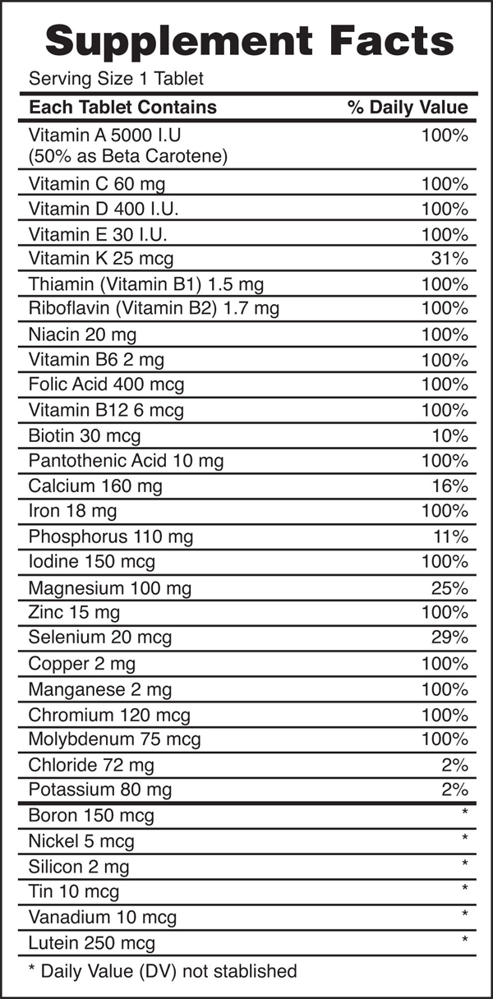 Supplement Facts
Serving Size 1 Tablet
Each Tablet Contains % Daily Value
Vitamin A 5000 I.U 100%
(50% as Beta Carotene)
Vitamin C 60 mg 100%
Vitamin D 400 I.U. 100%
Vitamin E 30 I.U. 100%
Vitamin K 25 mcg 31%
Thiamin (Vitamin B1) 1.5 mg 100%
Riboflavin (Vitamin B2) 1.7 mg 100%
Niacin 20 mg 100%
Vitamin B6 2 mg 100%
Folic Acid 400 mcg 100%
Vitamin B12 6 mcg 100%
Biotin 30 mcg 10%
Pantothenic Acid 10 mg 100%
Calcium 160 mg 16%
Iron 18 mg 100%
Phosphorus 110 mg 11%
Iodine 150 mcg 100%
Magnesium 100 mg 25%
Zinc 15 mg 100%
Selenium 20 mcg 29%
Copper 2 mg 100%
Manganese 2 mg 100%
Chromium 120 mcg 100%
Molybdenum 75 mcg 100%
Chloride 72 mg 2%
Potassium 80 mg 2%
Boron 150 mcg *
Nickel 5 mcg *
Silicon 2 mg *
Tin 10 mcg *
Vanadium 10 mcg *
Lutein 250 mcg *
* Daily Value (DV) not stablished